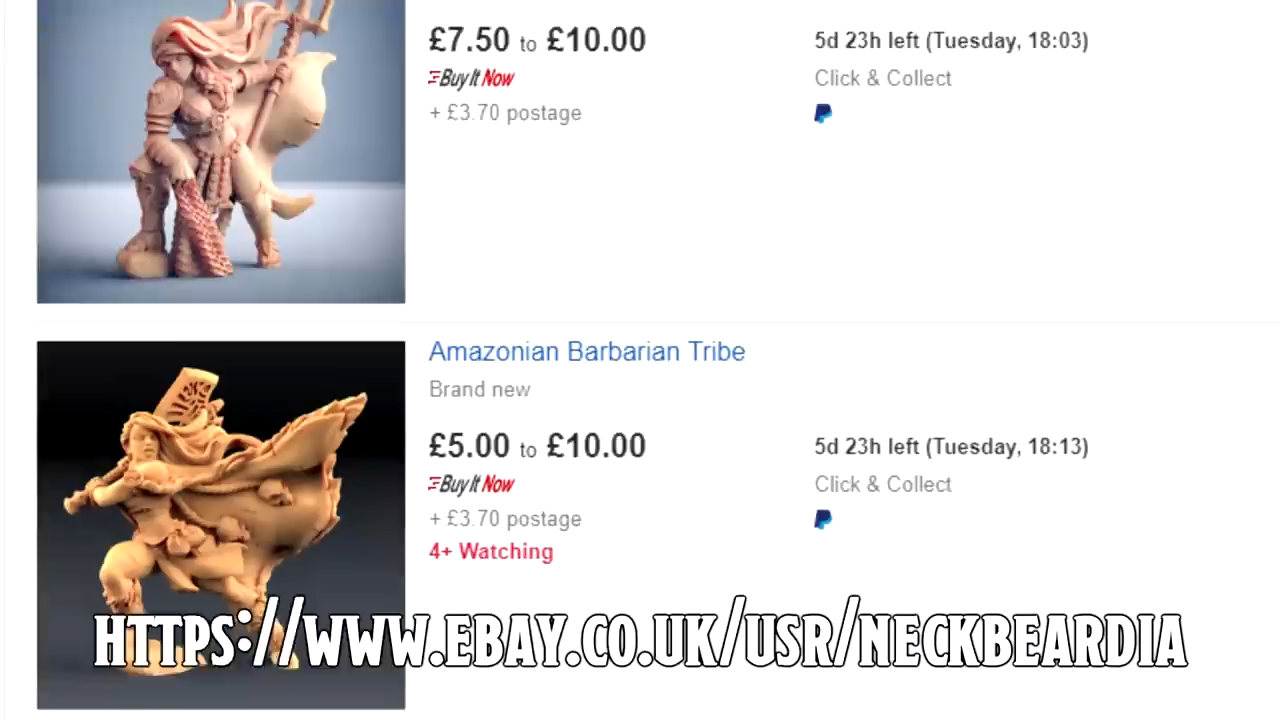 £7.50 to £10.00
5d 23h left (Tuesday, 18:03)
Buy It Now
Click & Collect
+ £3.70 postage
Amazonian Barbarian Tribe
Brand new
£5.00 to £10.00
5d 23h left (Tuesday, 18:13)
Buy It Now
Click & Collect
+ £3.70 postage
4+ Watching
HTTPS://WWW.EBAY.CO.UK/USR/NECKBEARDIA